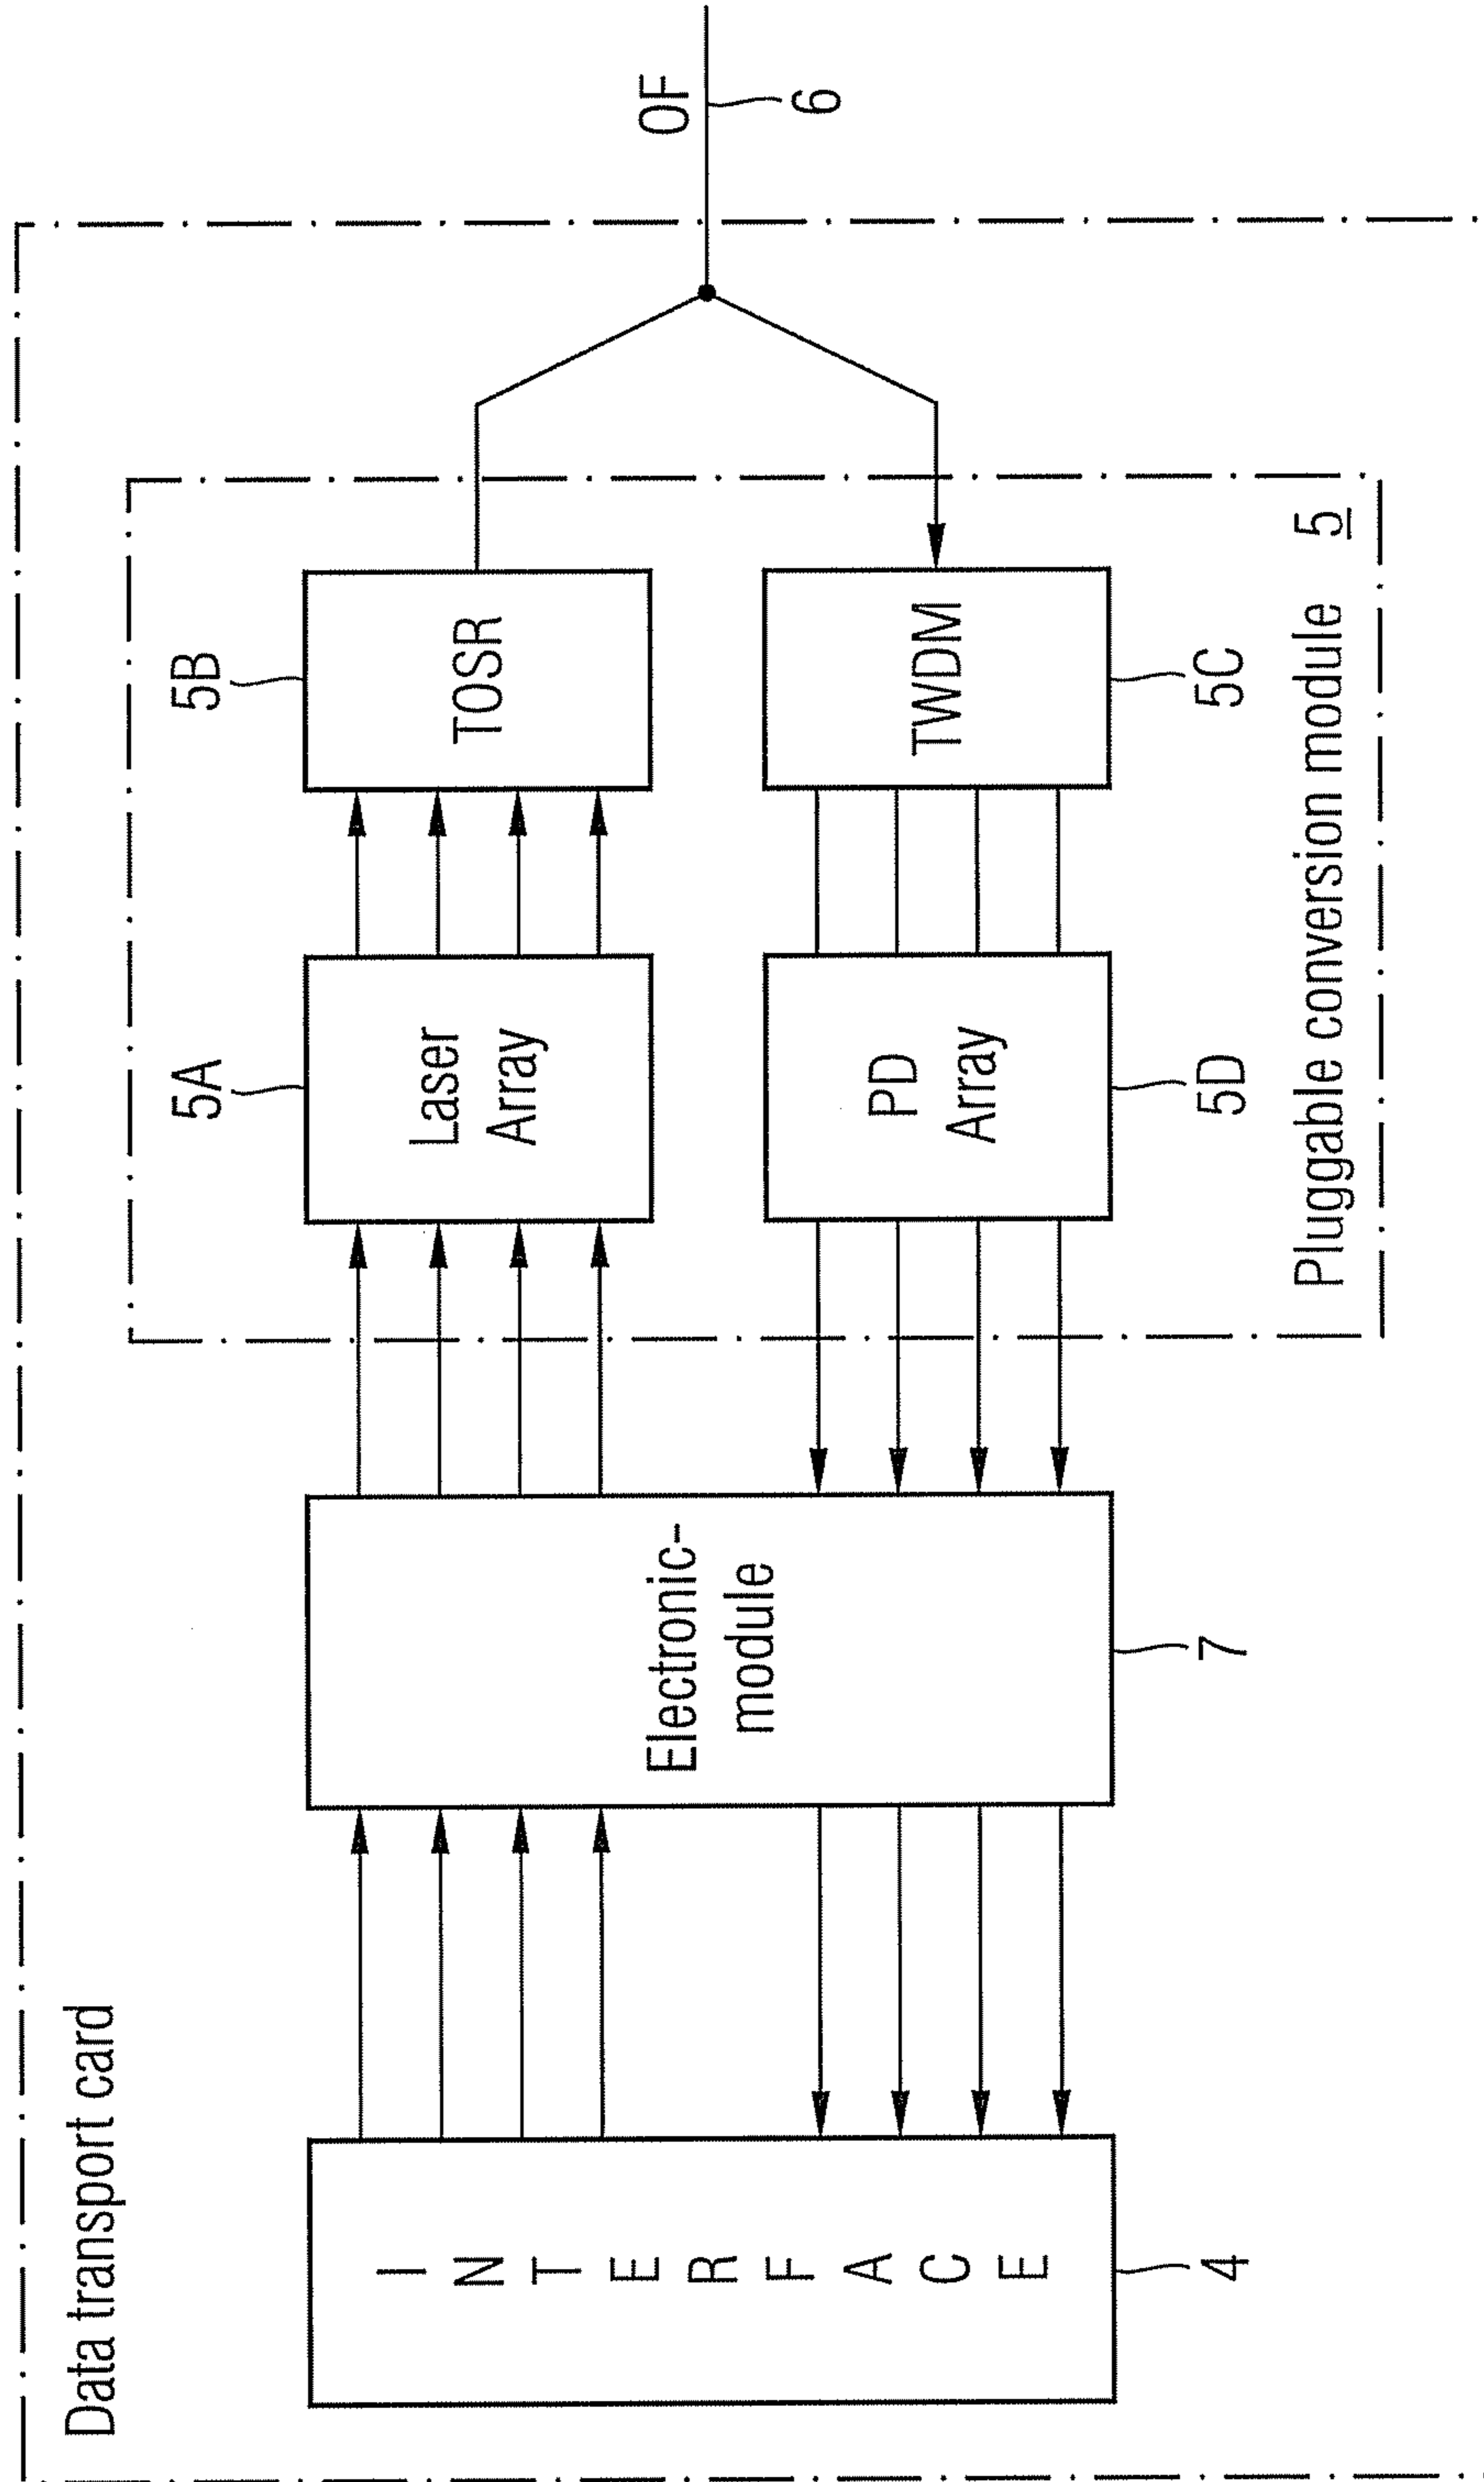 Data transport card
5A
5B
OF
6
Laser
Array
TOSR
Electronic-
module
I
N
T
E
R
F
A
C
E
PD
Array
TWDM
4
7
5D
5C
Pluggable conversion module 5